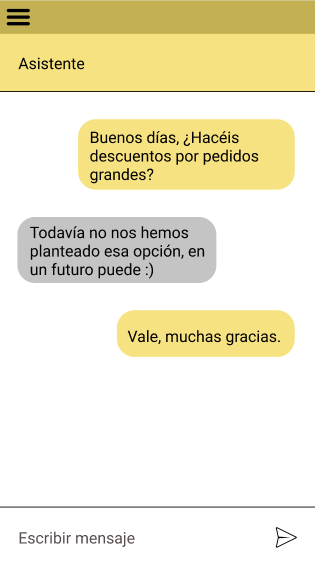 Asistente
Buenos días, ¿Hacéis
descuentos por pedidos
grandes?
Todavía no nos hemos
planteado esa opción, en
un futuro puede :)
Vale, muchas gracias.
Escribir mensaje